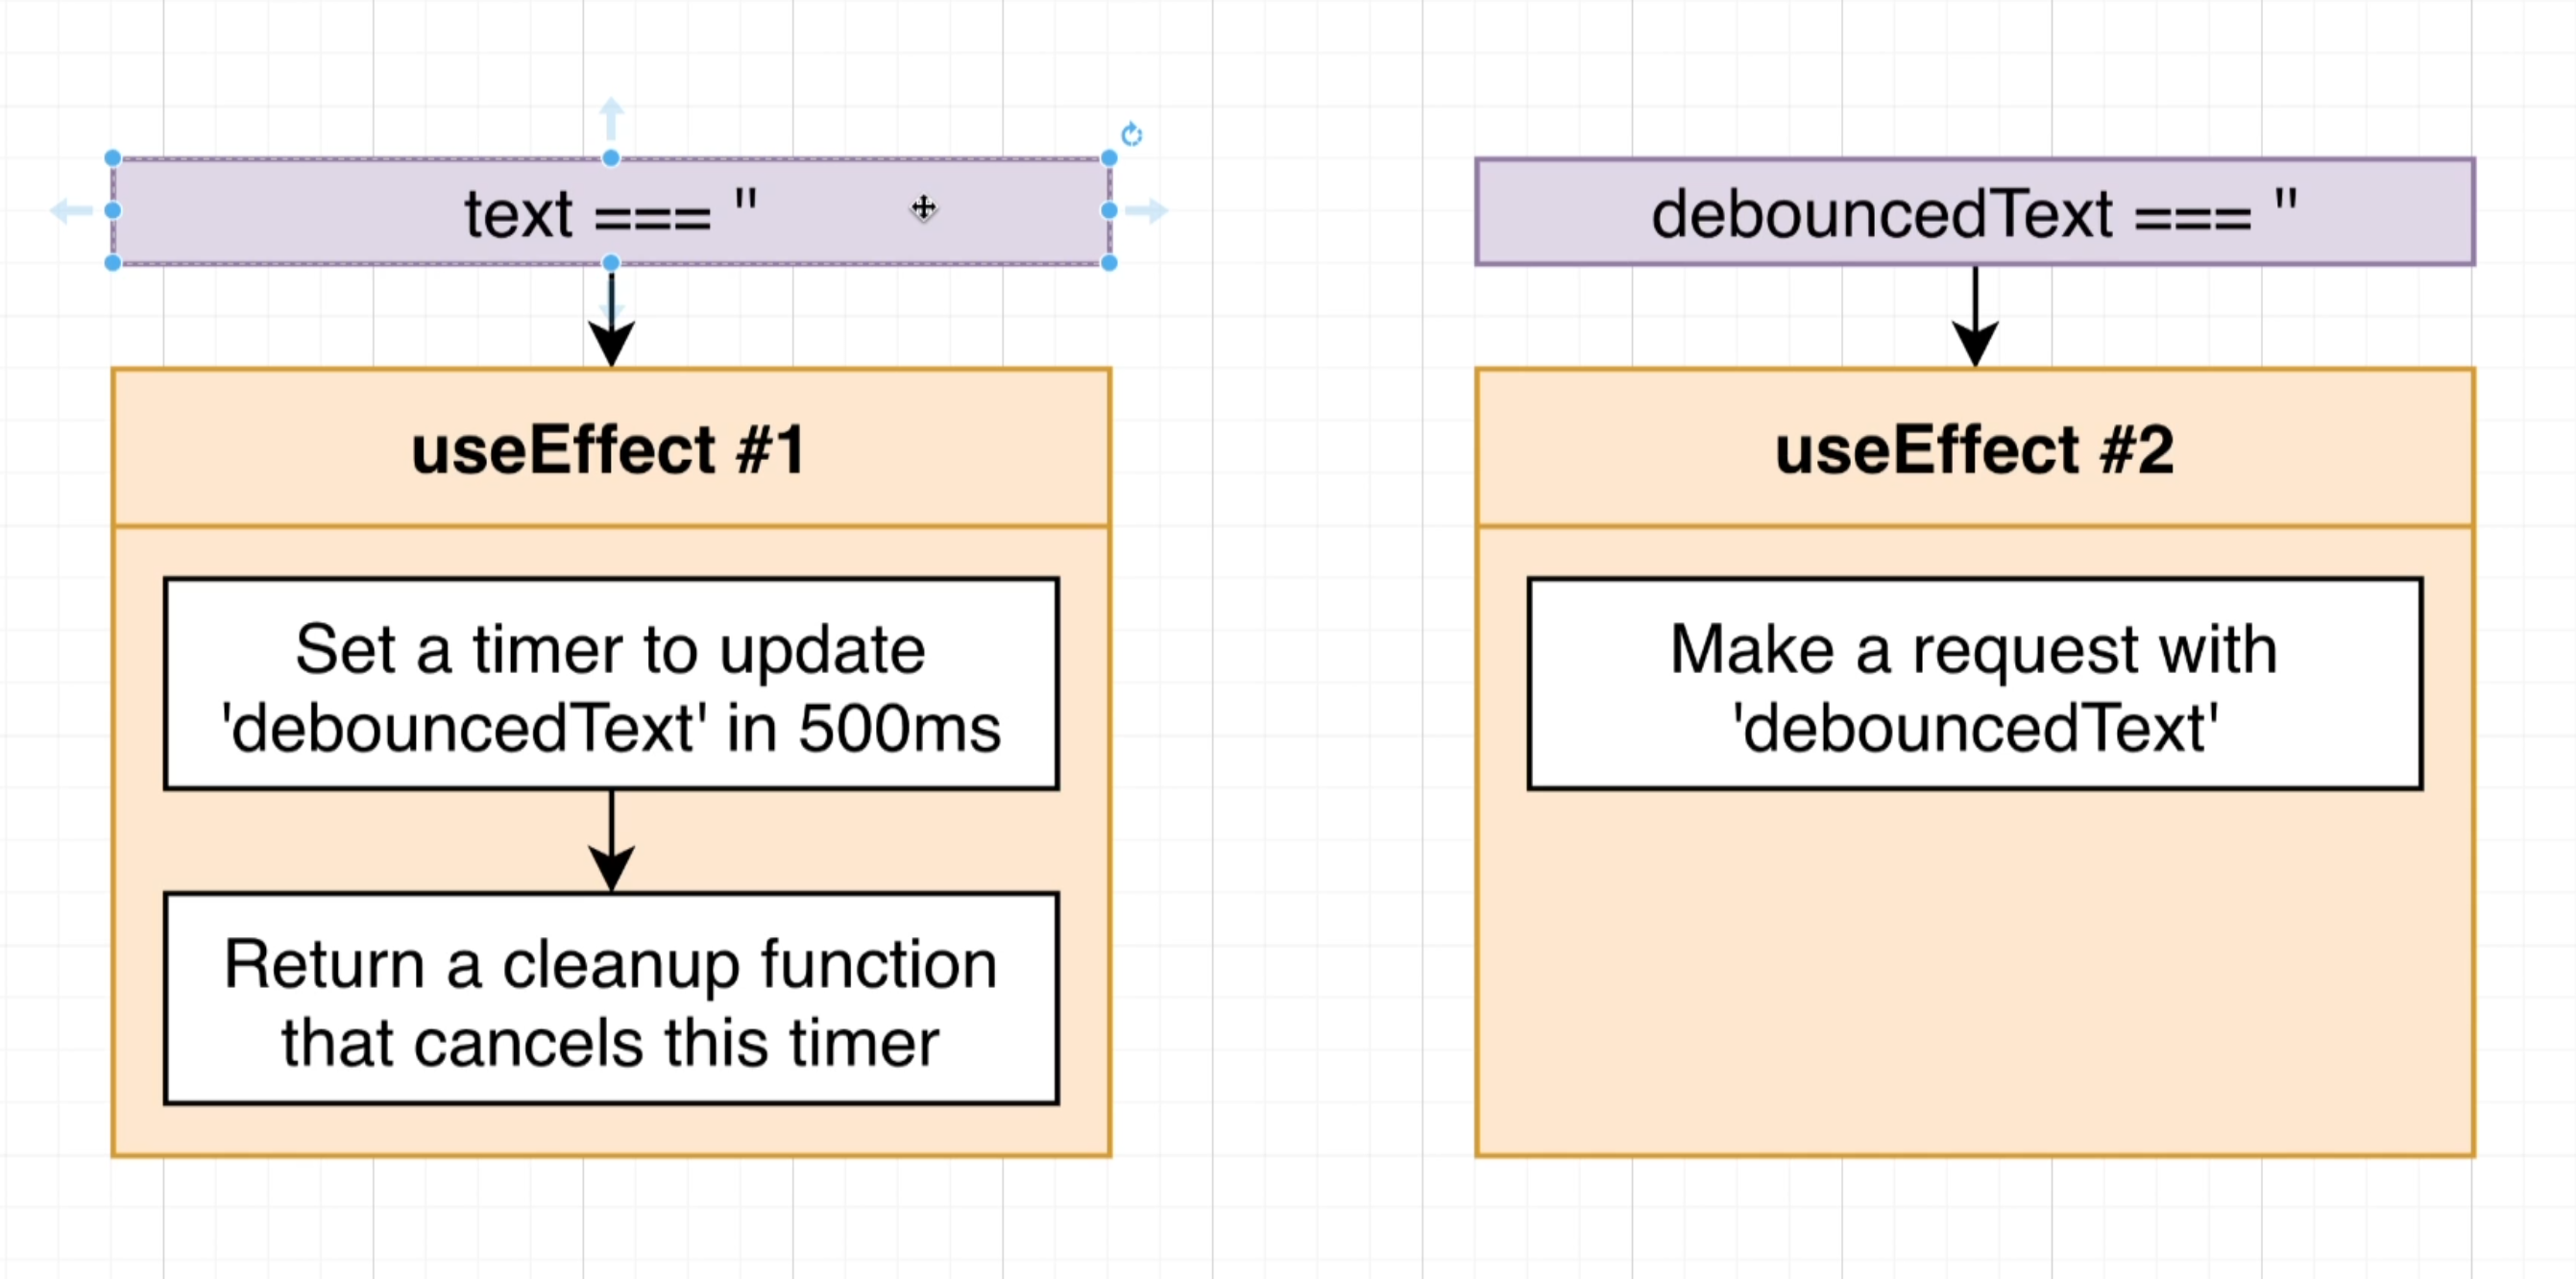 text === ''
useEffect #1
Set a timer to update
'debouncedText' in 500ms
Return a cleanup function
that cancels this timer
debouncedText === ''
useEffect #2
Make a request with
'debouncedText'